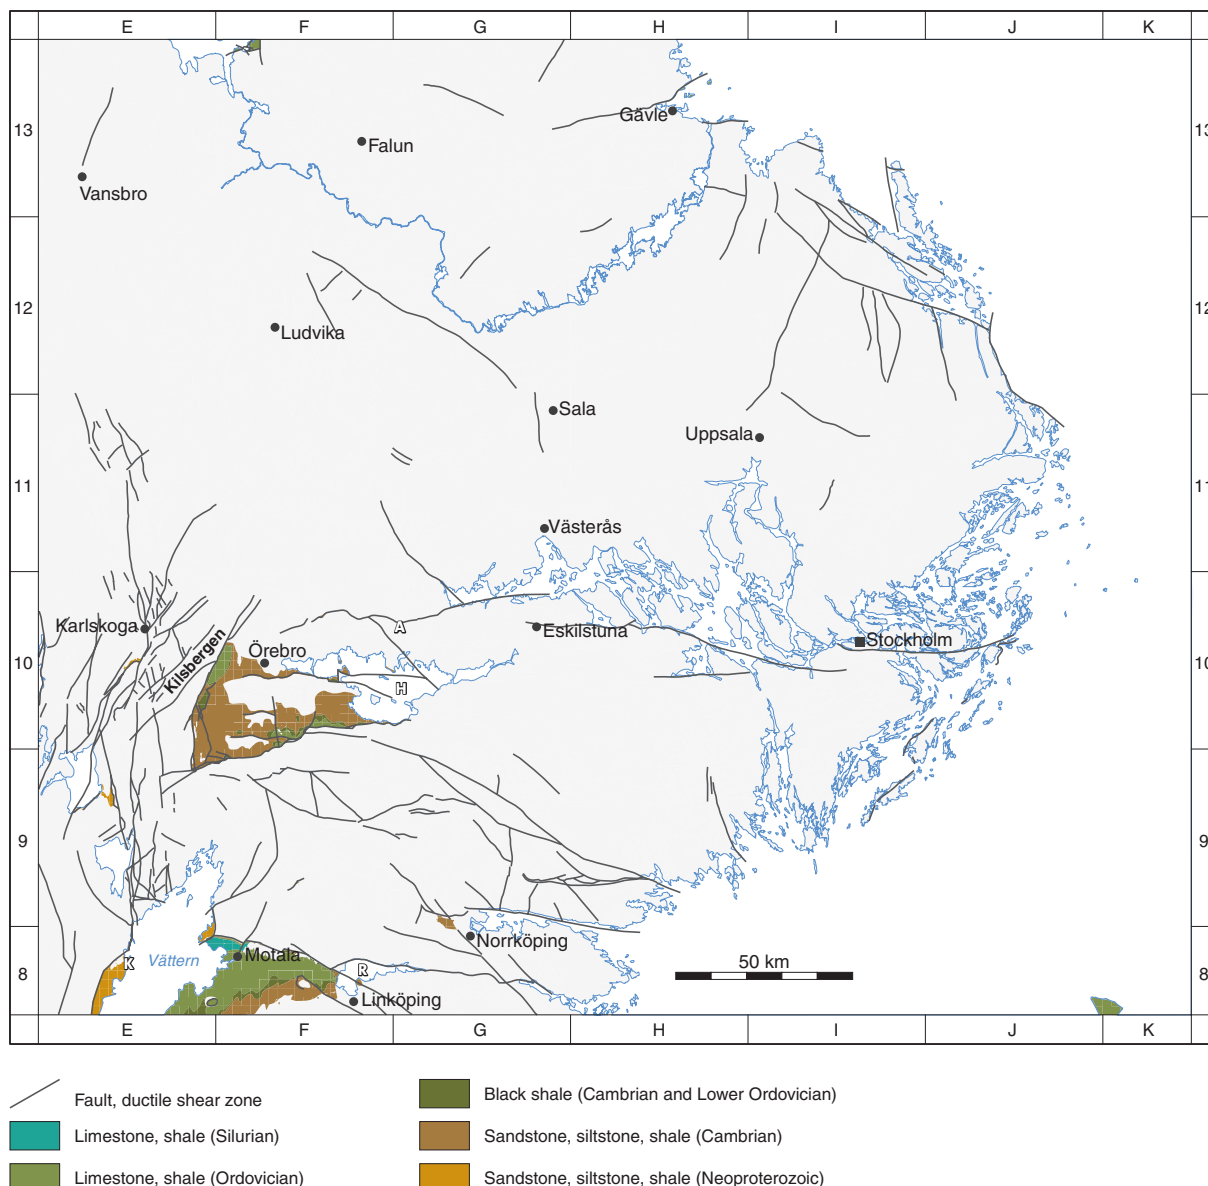 E F G H I J K
13 13
Gävle
Falun
Vansbro
12 12
Ludvika
Sala
Uppsala
11 11
Västerås
Karlskoga
A
Eskilstuna
Stockholm
Kilsbergen
Örebro
10 10
H
9 9
Norrköping
Motala
Vättern
K
R
50 km
8 8
Linköping
E F G H I J K
Fault, ductile shear zone
Limestone, shale (Silurian)
Limestone, shale (Ordovician)
Black shale (Cambrian and Lower Ordovician)
Sandstone, siltstone, shale (Cambrian)
Sandstone, siltstone, shale (Neoproterozoic)